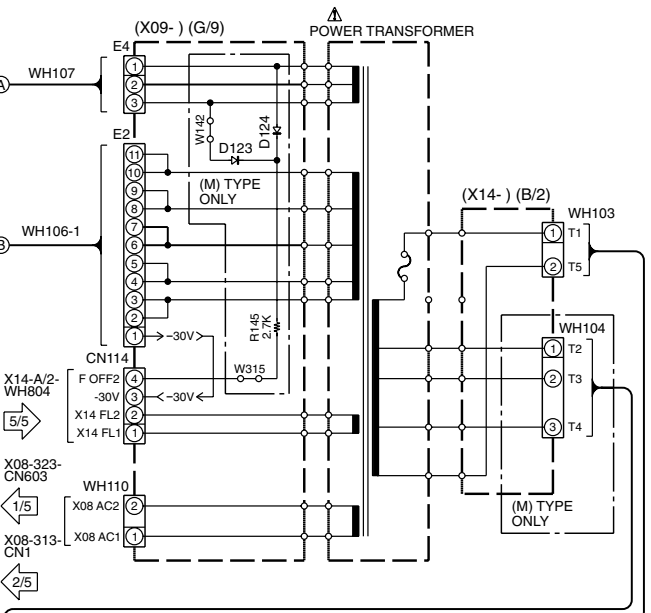 (X09- ) (G/9)
POWER TRANSFORMER
E4
WH107
1
2
3
A
W142
D123
D124
(M) TYPE
ONLY
E2
11
10
9
8
7
6
5
4
3
2
1
B
WH106-1
-30V
R145
2.7K
W315
CN114
X14-A/2-
WH804
5/5
F OFF2
4
-30V
3
-30V
X14 FL2
2
X14 FL1
1
X08-323-
CN603
1/5
WH110
X08 AC2
2
X08-313-
CN1
X08 AC1
1
2/5
(X14- ) (B/2)
WH103
1
T1
2
T5
WH104
1
T2
2
T3
3
T4
(M) TYPE
ONLY